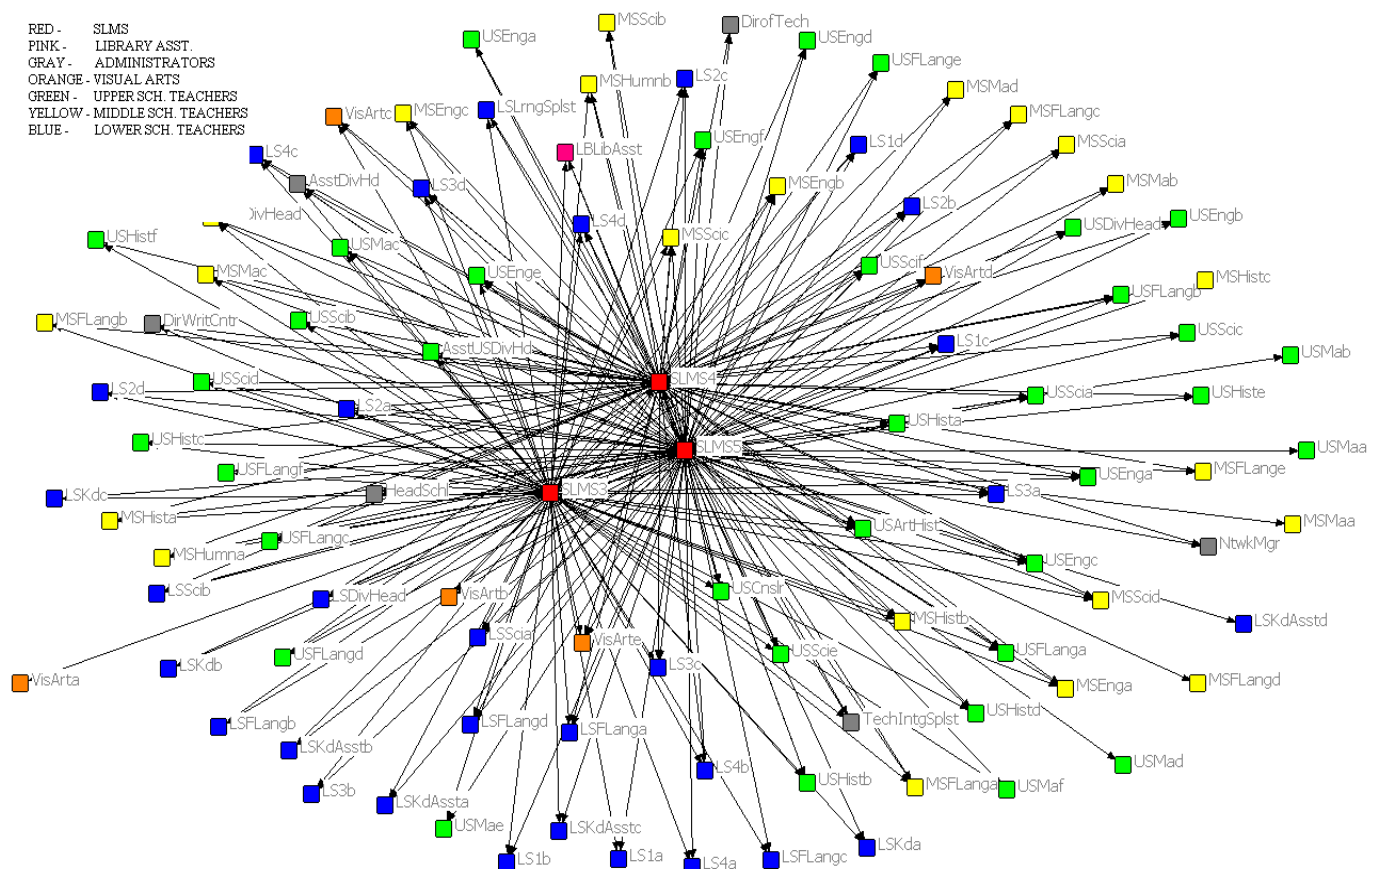 RED - SLMS
PINK - LIBRARY ASST.
GRAY - ADMINISTRATORS
ORANGE - VISUAL ARTS
GREEN - UPPER SCH. TEACHERS
YELLOW - MIDDLE SCH. TEACHERS
BLUE - LOWER SCH. TEACHERS
MSScib
DirofTech
USEnga
USEngd
USFLange
MSHumnb
LS2c
MSMad
VisArtc
MSEngc
LSLrngSplst
MSFLangc
USEngf
LS1d
MSScia
LS4c
LBLibAsst
AsstDivHd
LS3d
MSEngb
MSMab
LS2b
DivHead
LS4d
USDivHead
USEngb
USHistf
USMac
MSScic
MSMac
USEnge
USScif
VisArtd
MSHistc
USFLangb
MSFLangb
DirWritCntr
USScib
USScic
AsstUSDivHd
LS1c
USMab
USScid
SLMS4
LS2d
LS2a
USScia
USHiste
USHista
USHistc
SLMS5
USMaa
USFLangf
USEnga
MSFLange
LSKdc
HeadSchl
SLMS3
LS3a
MSHista
USArtHist
MSMaa
MSHumna
USFLangc
NtwkMgr
USEngc
LSScib
LSDivHead
VisArtb
USCnslr
MSScid
MSHistb
LSKdAsstd
LSScia
VisArte
USFLangd
LSKdb
LS3c
USScie
USFLanga
VisArta
MSEnga
MSFLangd
LSFLangb
LSFLangd
LSFLanga
TechIntgSplst
USHistd
LSKdAsstb
LS4b
USMad
LS3b
USHistb
MSFLanga
USMaf
LSKdAssta
USMae
LSKdAsstc
LS1b
LS1a
LS4a
LSFLangc
LSKda